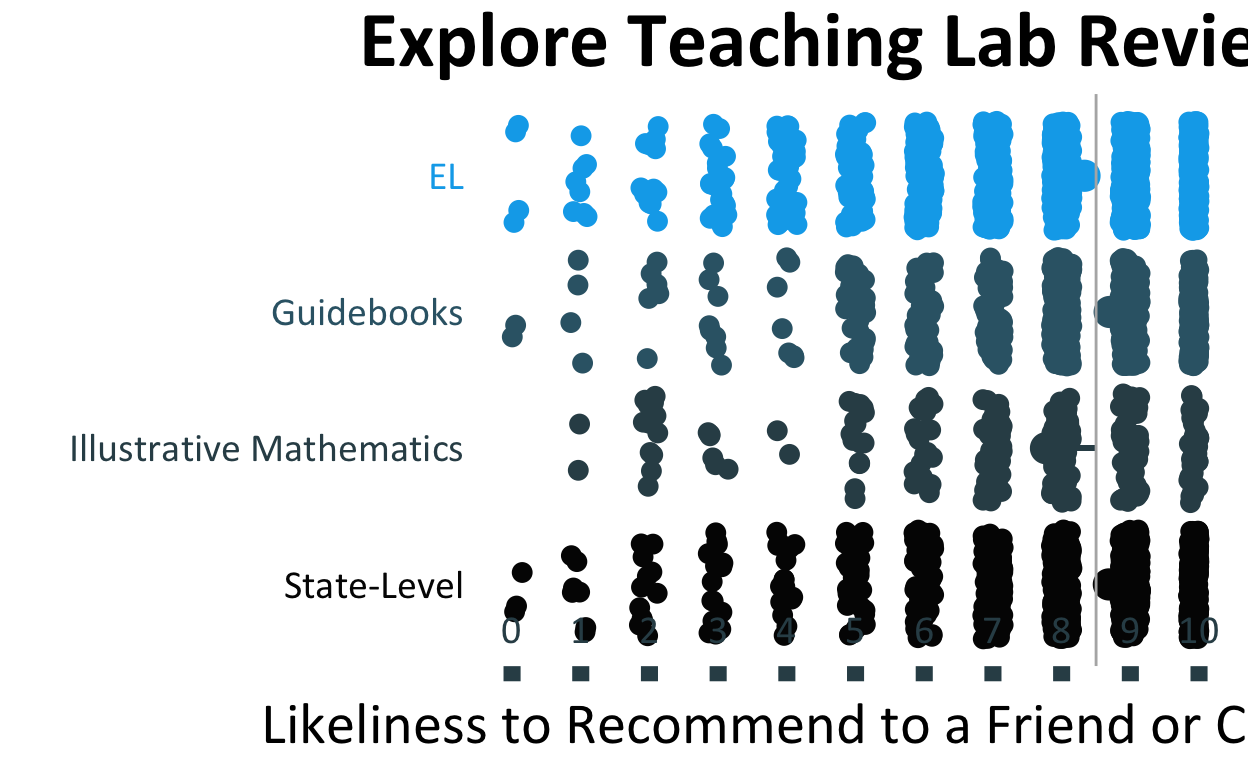 Explore Teaching Lab Revie
EL
Guidebooks
Illustrative Mathematics
State-Level
0 1 2 3 4 5 6 7 8 9 10
Likeliness to Recommend to a Friend or C